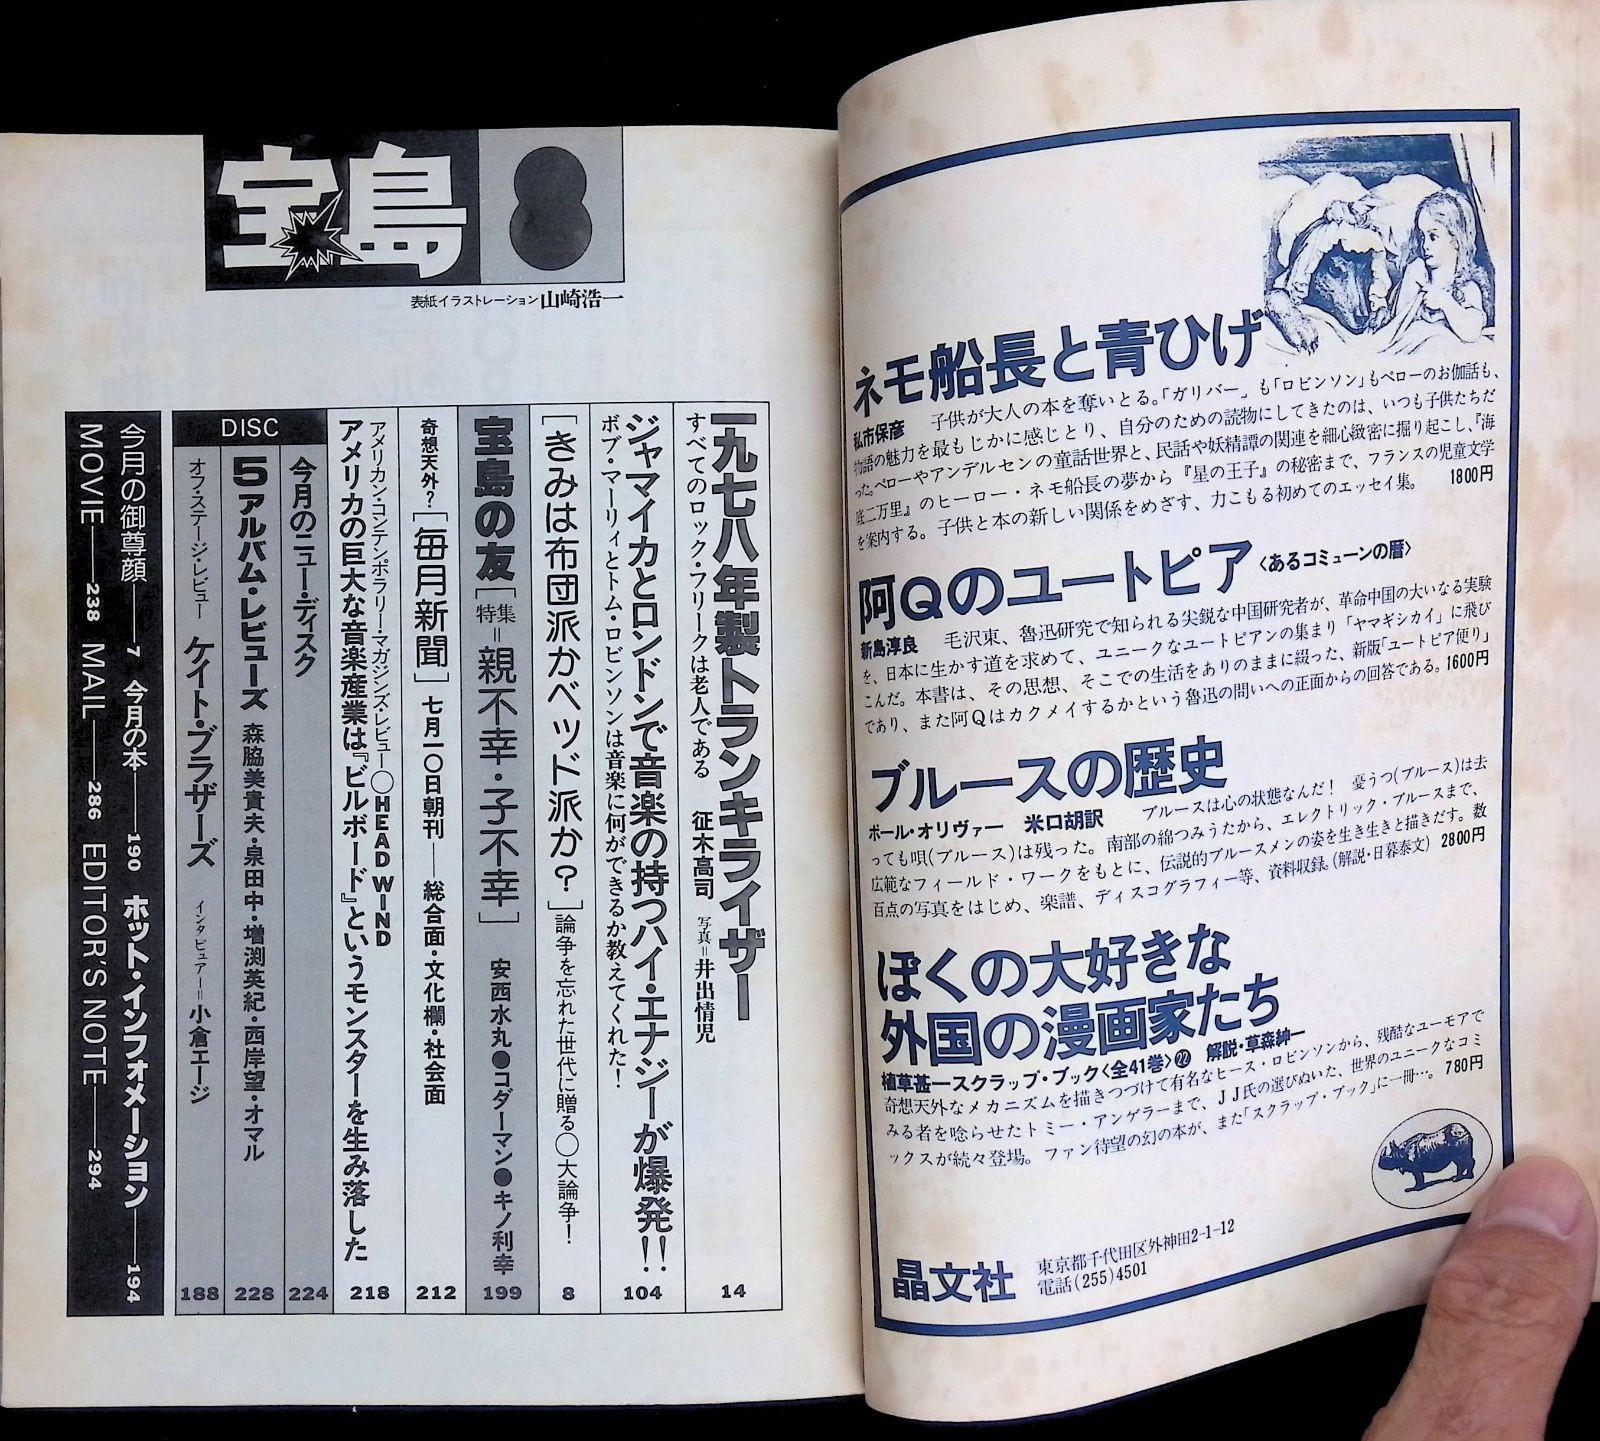 宝島 8
表紙イラストレーション 山崎浩一
一九七八年製トランキライザー
すべてのロック・フリークは老人である 征木高司 写真=井出情児
14
ジャマイカとロンドンで音楽の持つハイ・エナジーが爆発!!
ボブ・マーリィとトム・ロビンソンは音楽に何ができるか教えてくれた!
104
[きみは布団派かベッド派か?]論争を忘れた世代に贈る○大論争!
8
宝島の友[特集=親不幸・子不幸] 安西水丸●コダーマン●キノ利幸
199
奇想天外?[毎月新聞]七月一〇日朝刊——総合面・文化欄・社会面
212
アメリカン・コンテンポラリー・マガジンズ・レビュー○HEAD WIND
アメリカの巨大な音楽産業は『ビルボード』というモンスターを生み落した
218
DISC
今月のニュー・ディスク
224
5アルバム・レビューズ 森脇美貴夫・泉田中・増渕英紀・西岸望・オマル
228
オフ・ステージ・レビュー ケイト・ブラザーズ インタビュアー=小倉エージ
188
今月の御尊顔——7 今月の本——190 ホット・インフォメーション——194
MOVIE——238 MAIL——286 EDITOR'S NOTE——294
ネモ船長と青ひげ
私市保彦 子供が大人の本を奪いとる。「ガリバー」も「ロビンソン」もペローのお伽話も、
物語の魅力を最もじかに感じとり、自分のための読物にしてきたのは、いつも子供たちだ
った。ペローやアンデルセンの童話世界と、民話や妖精譚の関連を細心緻密に掘り起こし、『海
底二万里』のヒーロー・ネモ船長の夢から『星の王子』の秘密まで、フランスの児童文学
を案内する。子供と本の新しい関係をめざす、力こもる初めてのエッセイ集。 1800円
阿Qのユートピア〈あるコミューンの暦〉
新島淳良 毛沢東、魯迅研究で知られる尖鋭な中国研究者が、革命中国の大いなる実験
を、日本に生かす道を求めて、ユニークなユートピアンの集まり「ヤマギシカイ」に飛び
こんだ。本書は、その思想、そこでの生活をありのままに綴った、新版「ユートピア便り」
であり、また阿Qはカクメイするかという魯迅の問いへの正面からの回答である。1600円
ブルースの歴史
ポール・オリヴァー 米口胡訳 ブルースは心の状態なんだ! 憂うつ(ブルース)は去
っても唄(ブルース)は残った。南部の綿つみうたから、エレクトリック・ブルースまで、
広範なフィールド・ワークをもとに、伝説的ブルースメンの姿を生き生きと描きだす。数
百点の写真をはじめ、楽譜、ディスコグラフィー等、資料収録。(解説・日暮泰文) 2800円
ぼくの大好きな
外国の漫画家たち
植草甚一スクラップ・ブック〈全41巻〉㉒ 解説・草森紳一
奇想天外なメカニズムを描きつづけて有名なヒース・ロビンソンから、残酷なユーモアで
みる者を唸らせたトミー・アンゲラーまで、JJ氏の選びぬいた、世界のユニークなコミ
ックスが続々登場。ファン待望の幻の本が、また「スクラップ・ブック」に一冊…。 780円
晶文社
東京都千代田区外神田2-1-12
電話(255)4501